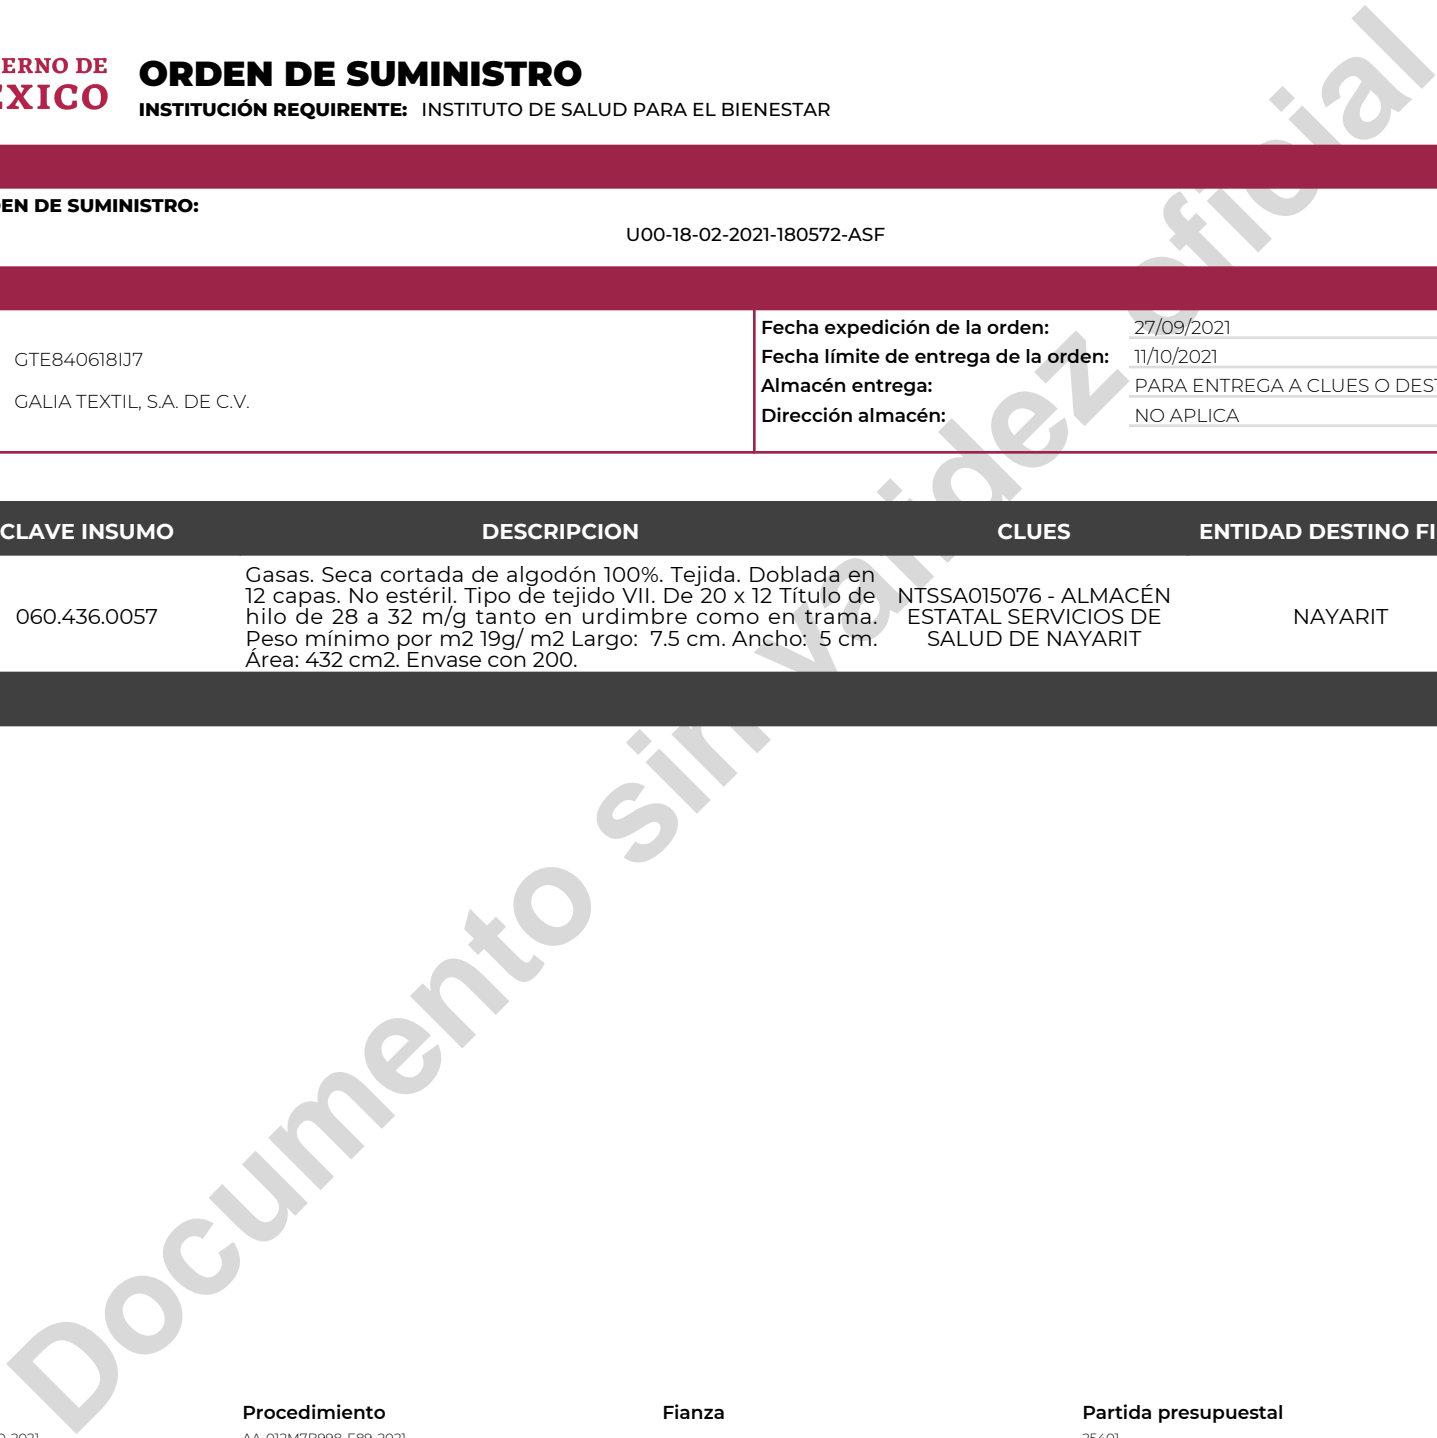 ERNO DE
EXICO
ORDEN DE SUMINISTRO
INSTITUCIÓN REQUIRENTE: INSTITUTO DE SALUD PARA EL BIENESTAR
EN DE SUMINISTRO:
U00-18-02-2021-180572-ASF
GTE840618IJ7
GALIA TEXTIL, S.A. DE C.V.
Fecha expedición de la orden: 27/09/2021
Fecha límite de entrega de la orden: 11/10/2021
Almacén entrega: PARA ENTREGA A CLUES O DEST
Dirección almacén: NO APLICA
CLAVE INSUMO DESCRIPCION CLUES ENTIDAD DESTINO FI
060.436.0057
Gasas. Seca cortada de algodón 100%. Tejida. Doblada en
12 capas. No estéril. Tipo de tejido VII. De 20 x 12 Título de
hilo de 28 a 32 m/g tanto en urdimbre como en trama.
Peso mínimo por m2 19g/ m2 Largo: 7.5 cm. Ancho: 5 cm.
Área: 432 cm2. Envase con 200.
NTSSA015076 - ALMACÉN
ESTATAL SERVICIOS DE
SALUD DE NAYARIT
NAYARIT
Documento sin validez oficial
Procedimiento Fianza Partida presupuestal